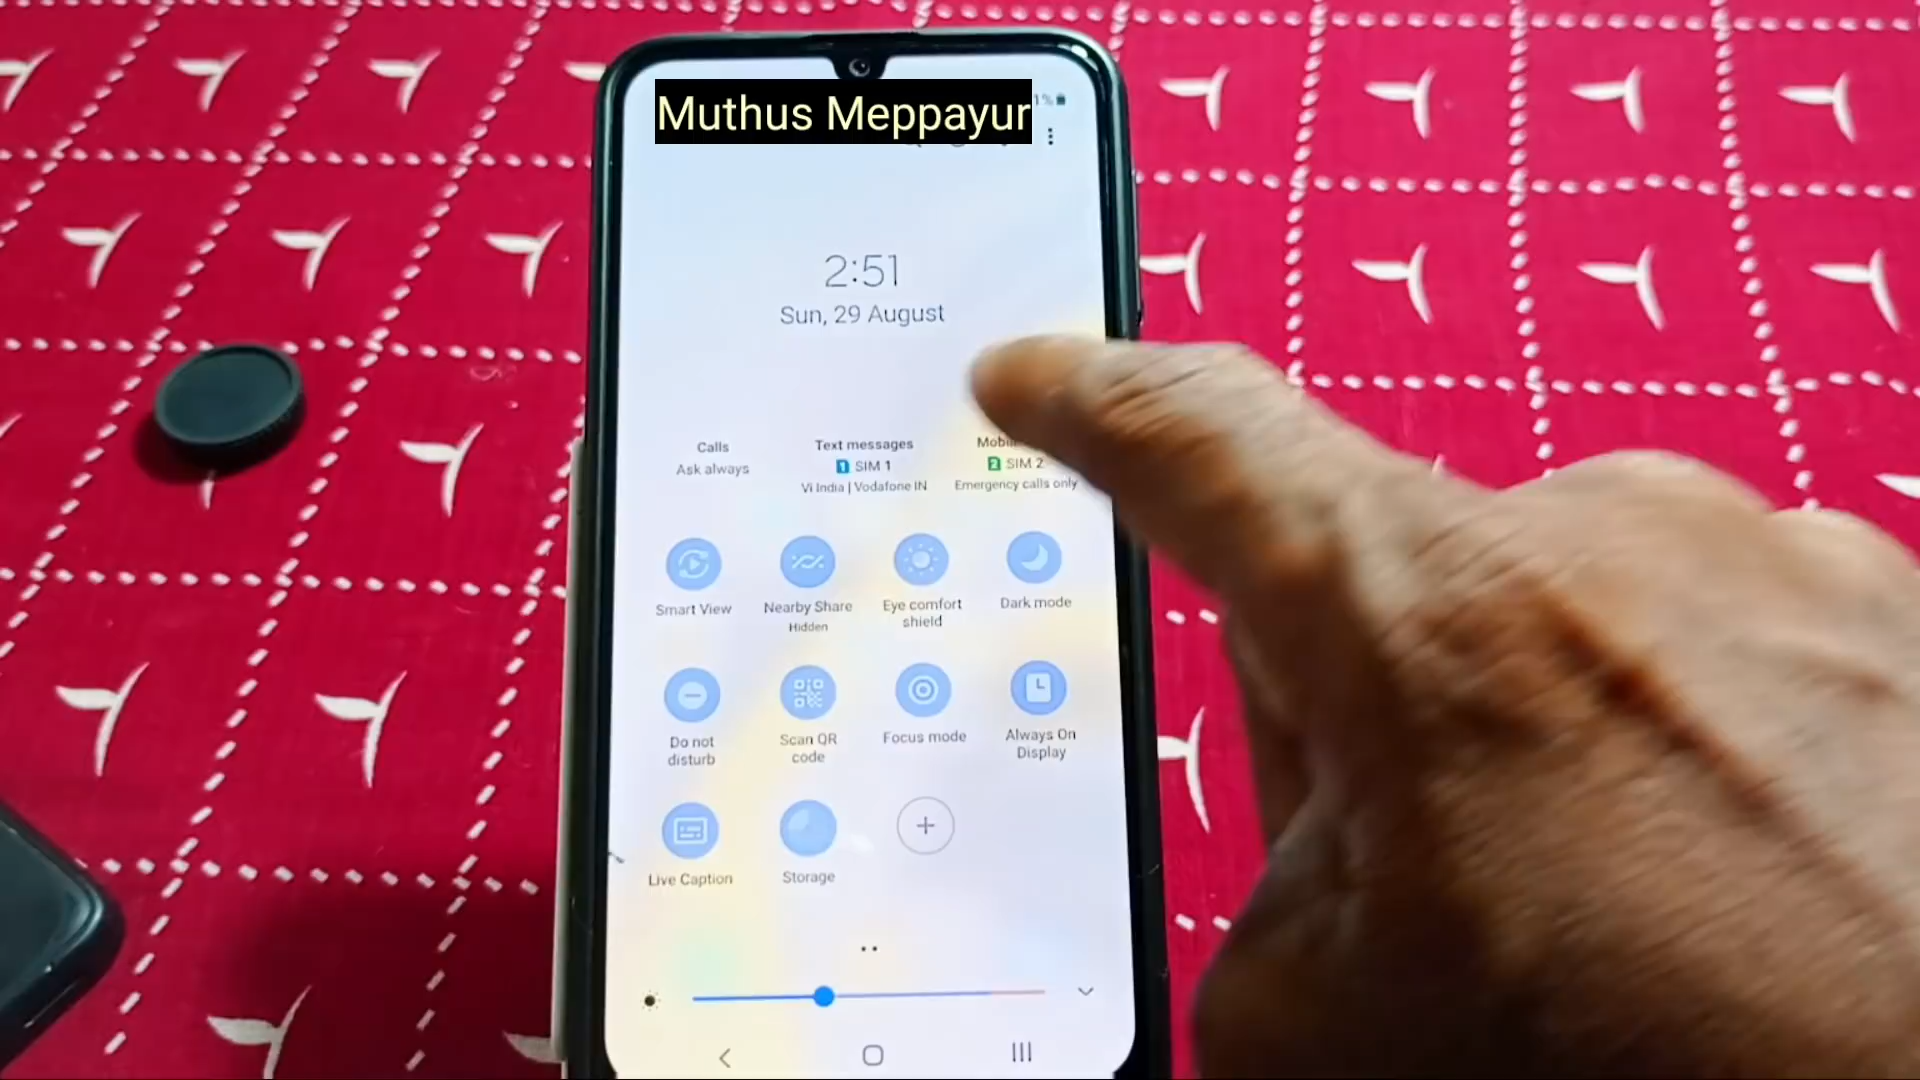 Muthus Meppayur
2:51
Sun, 29 August
Calls
Ask always
Text messages
1 SIM 1
Vi India | Vodafone IN
2 SIM 2
Emergency calls only
Smart View
Nearby Share
Hidden
Eye comfort
shield
Dark mode
Do not
disturb
Scan QR
code
Focus mode
Always On
Display
Live Caption
Storage